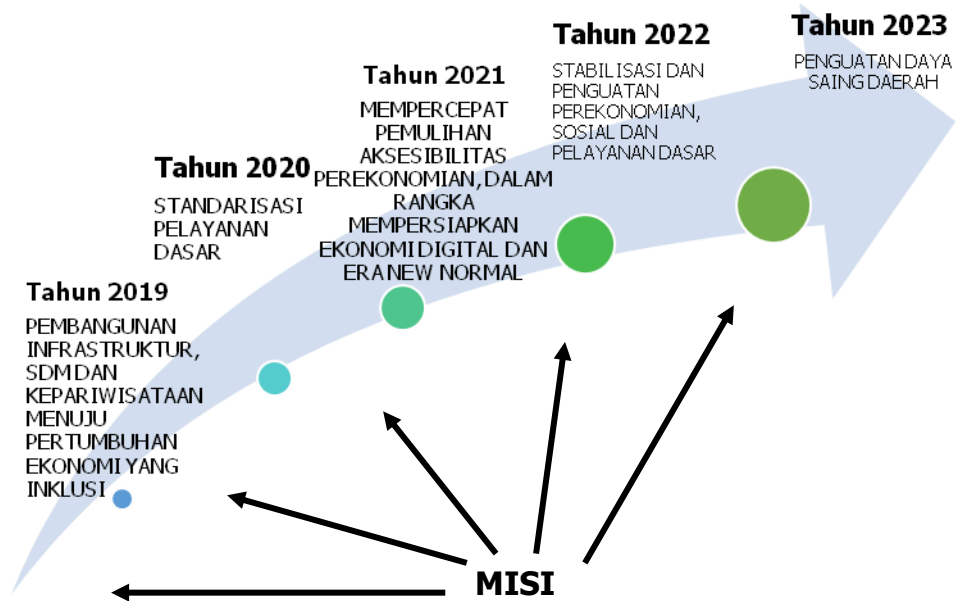 Tahun 2019
PEMBANGUNAN
INFRASTRUKTUR,
SDM DAN
KEPARIWISATAAN
MENUJU
PERTUMBUHAN
EKONOMI YANG
INKLUSI
Tahun 2020
STANDARISASI
PELAYANAN
DASAR
Tahun 2021
MEMPERCEPAT
PEMULIHAN
AKSESIBILITAS
PEREKONOMIAN, DALAM
RANGKA
MEMPERSIAPKAN
EKONOMI DIGITAL DAN
ERA NEW NORMAL
Tahun 2022
STABILISASI DAN
PENGUATAN
PEREKONOMIAN,
SOSIAL DAN
PELAYANAN DASAR
Tahun 2023
PENGUATAN DAYA
SAING DAERAH
MISI